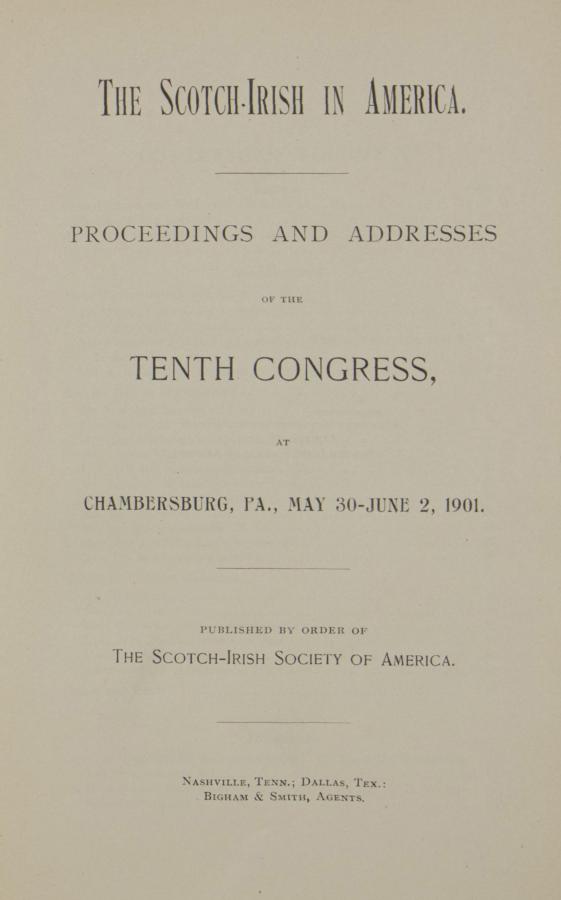 The Scotch-Irish in America.
PROCEEDINGS AND ADDRESSES
OF THE
TENTH CONGRESS,
AT
CHAMBERSBURG, PA., MAY 30-JUNE 2, 1901.
PUBLISHED BY ORDER OF
The Scotch-Irish Society of America.
Nashville, Tenn.; Dallas, Tex.:
Bigham & Smith, Agents.